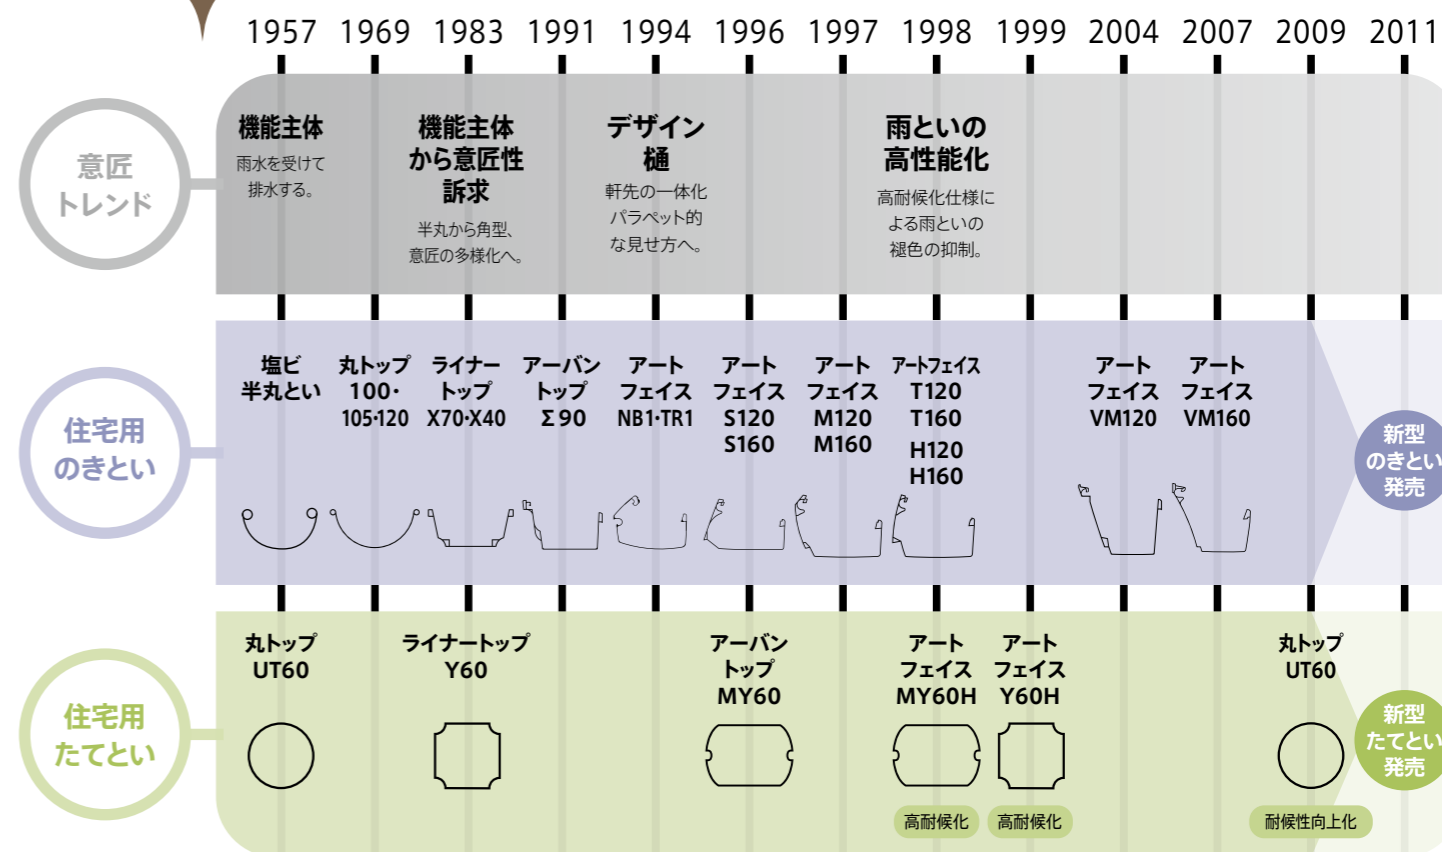 1957 1969 1983 1991 1994 1996 1997 1998 1999 2004 2007 2009 2011
意匠
トレンド
機能主体
雨水を受けて
排水する。
機能主体
から意匠性
訴求
半丸から角型、
意匠の多様化へ。
デザイン
樋
軒先の一体化
パラペット的
な見せ方へ。
雨といの
高性能化
高耐候化仕様に
よる雨といの
褪色の抑制。
住宅用
のきとい
塩ビ
半丸とい
丸トップ
100・
105・120
ライナー
トップ
X70・X40
アーバン
トップ
Σ90
アート
フェイス
NB1・TR1
アート
フェイス
S120
S160
アート
フェイス
M120
M160
アートフェイス
T120
T160
H120
H160
アート
フェイス
VM120
アート
フェイス
VM160
新型
のきとい
発売
住宅用
たてとい
丸トップ
UT60
ライナートップ
Y60
アーバン
トップ
MY60
アート
フェイス
MY60H
高耐候化
アート
フェイス
Y60H
高耐候化
丸トップ
UT60
耐候性向上化
新型
たてとい
発売